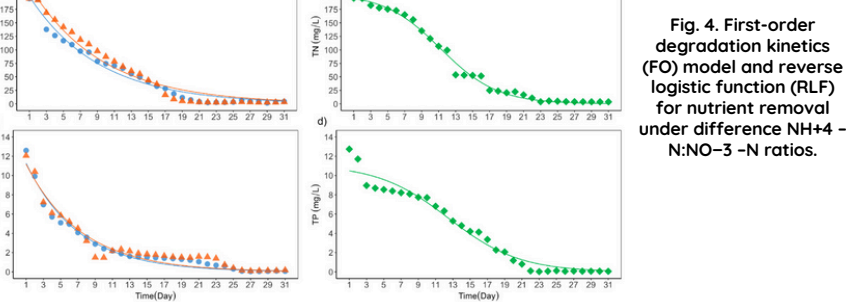 175
150
125
100
75
50
25
0
1 3 5 7 9 11 13 15 17 19 21 23 25 27 29 31
TN (mg/L)
175
150
125
100
75
50
25
0
1 3 5 7 9 11 13 15 17 19 21 23 25 27 29 31
14
12
10
8
6
4
2
0
1 3 5 7 9 11 13 15 17 19 21 23 25 27 29 31
Time(Day)
d)
TP (mg/L)
14
12
10
8
6
4
2
0
1 3 5 7 9 11 13 15 17 19 21 23 25 27 29 31
Time(Day)
Fig. 4. First-order
degradation kinetics
(FO) model and reverse
logistic function (RLF)
for nutrient removal
under difference NH+4 –
N:NO−3 –N ratios.